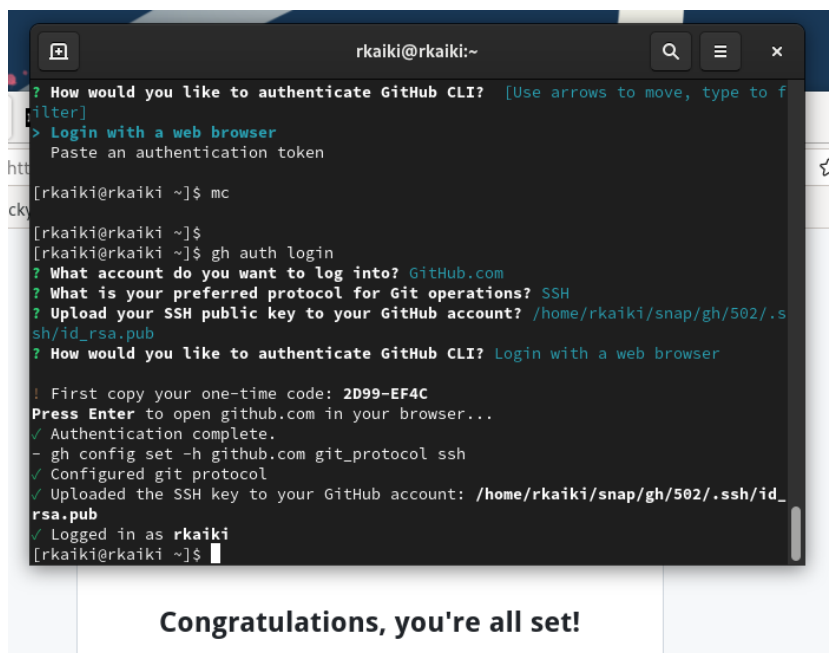 rkaiki@rkaiki:~
? How would you like to authenticate GitHub CLI?  [Use arrows to move, type to f
ilter]
> Login with a web browser
  Paste an authentication token
htt
[rkaiki@rkaiki ~]$ mc
cky
[rkaiki@rkaiki ~]$
[rkaiki@rkaiki ~]$ gh auth login
? What account do you want to log into? GitHub.com
? What is your preferred protocol for Git operations? SSH
? Upload your SSH public key to your GitHub account? /home/rkaiki/snap/gh/502/.s
sh/id_rsa.pub
? How would you like to authenticate GitHub CLI? Login with a web browser
! First copy your one-time code: 2D99-EF4C
Press Enter to open github.com in your browser...
✓ Authentication complete.
- gh config set -h github.com git_protocol ssh
✓ Configured git protocol
✓ Uploaded the SSH key to your GitHub account: /home/rkaiki/snap/gh/502/.ssh/id_
rsa.pub
✓ Logged in as rkaiki
[rkaiki@rkaiki ~]$
Congratulations, you're all set!